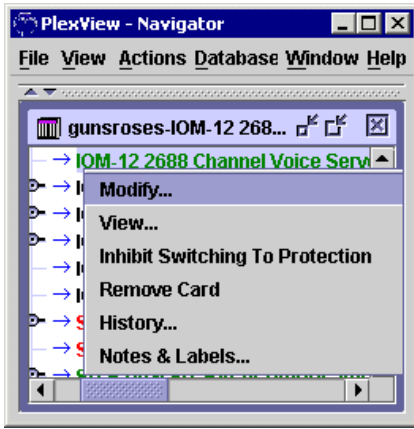 PlexView - Navigator
File View Actions Database Window Help
gunsroses-IOM-12 268...
IOM-12 2688 Channel Voice Serv
Modify...
View...
Inhibit Switching To Protection
Remove Card
History...
Notes & Labels...